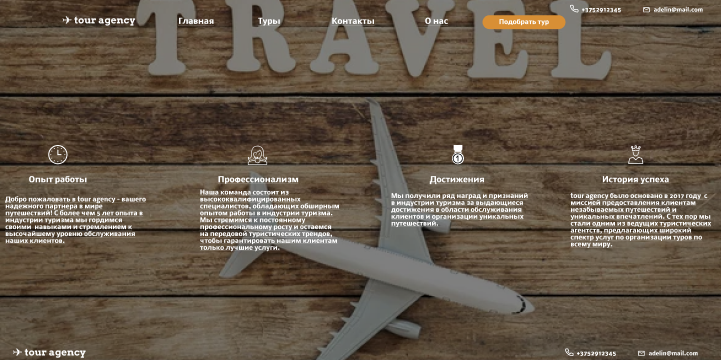 TRAVEL
tour agency
Главная
Туры
Контакты
О нас
Подобрать тур
+3752912345
adelin@mail.com
Опыт работы
Добро пожаловать в tour agency - вашего
надежного партнера в мире
путешествий! С более чем 5 лет опыта в
индустрии туризма мы гордимся
своими навыками и стремлением к
высочайшему уровню обслуживания
наших клиентов.
Профессионализм
Наша команда состоит из
высококвалифицированных
специалистов, обладающих обширным
опытом работы в индустрии туризма.
Мы стремимся к постоянному
профессиональному росту и остаемся
на передовой туристических трендов,
чтобы гарантировать нашим клиентам
только лучшие услуги.
Достижения
Мы получили ряд наград и признаний
в индустрии туризма за выдающиеся
достижения в области обслуживания
клиентов и организации уникальных
путешествий.
История успеха
tour agency было основано в 2017 году с
миссией предоставления клиентам
незабываемых путешествий и
уникальных впечатлений. С тех пор мы
стали одним из ведущих туристических
агентств, предлагающих широкий
спектр услуг по организации туров по
всему миру.
tour agency
+3752912345
adelin@mail.com